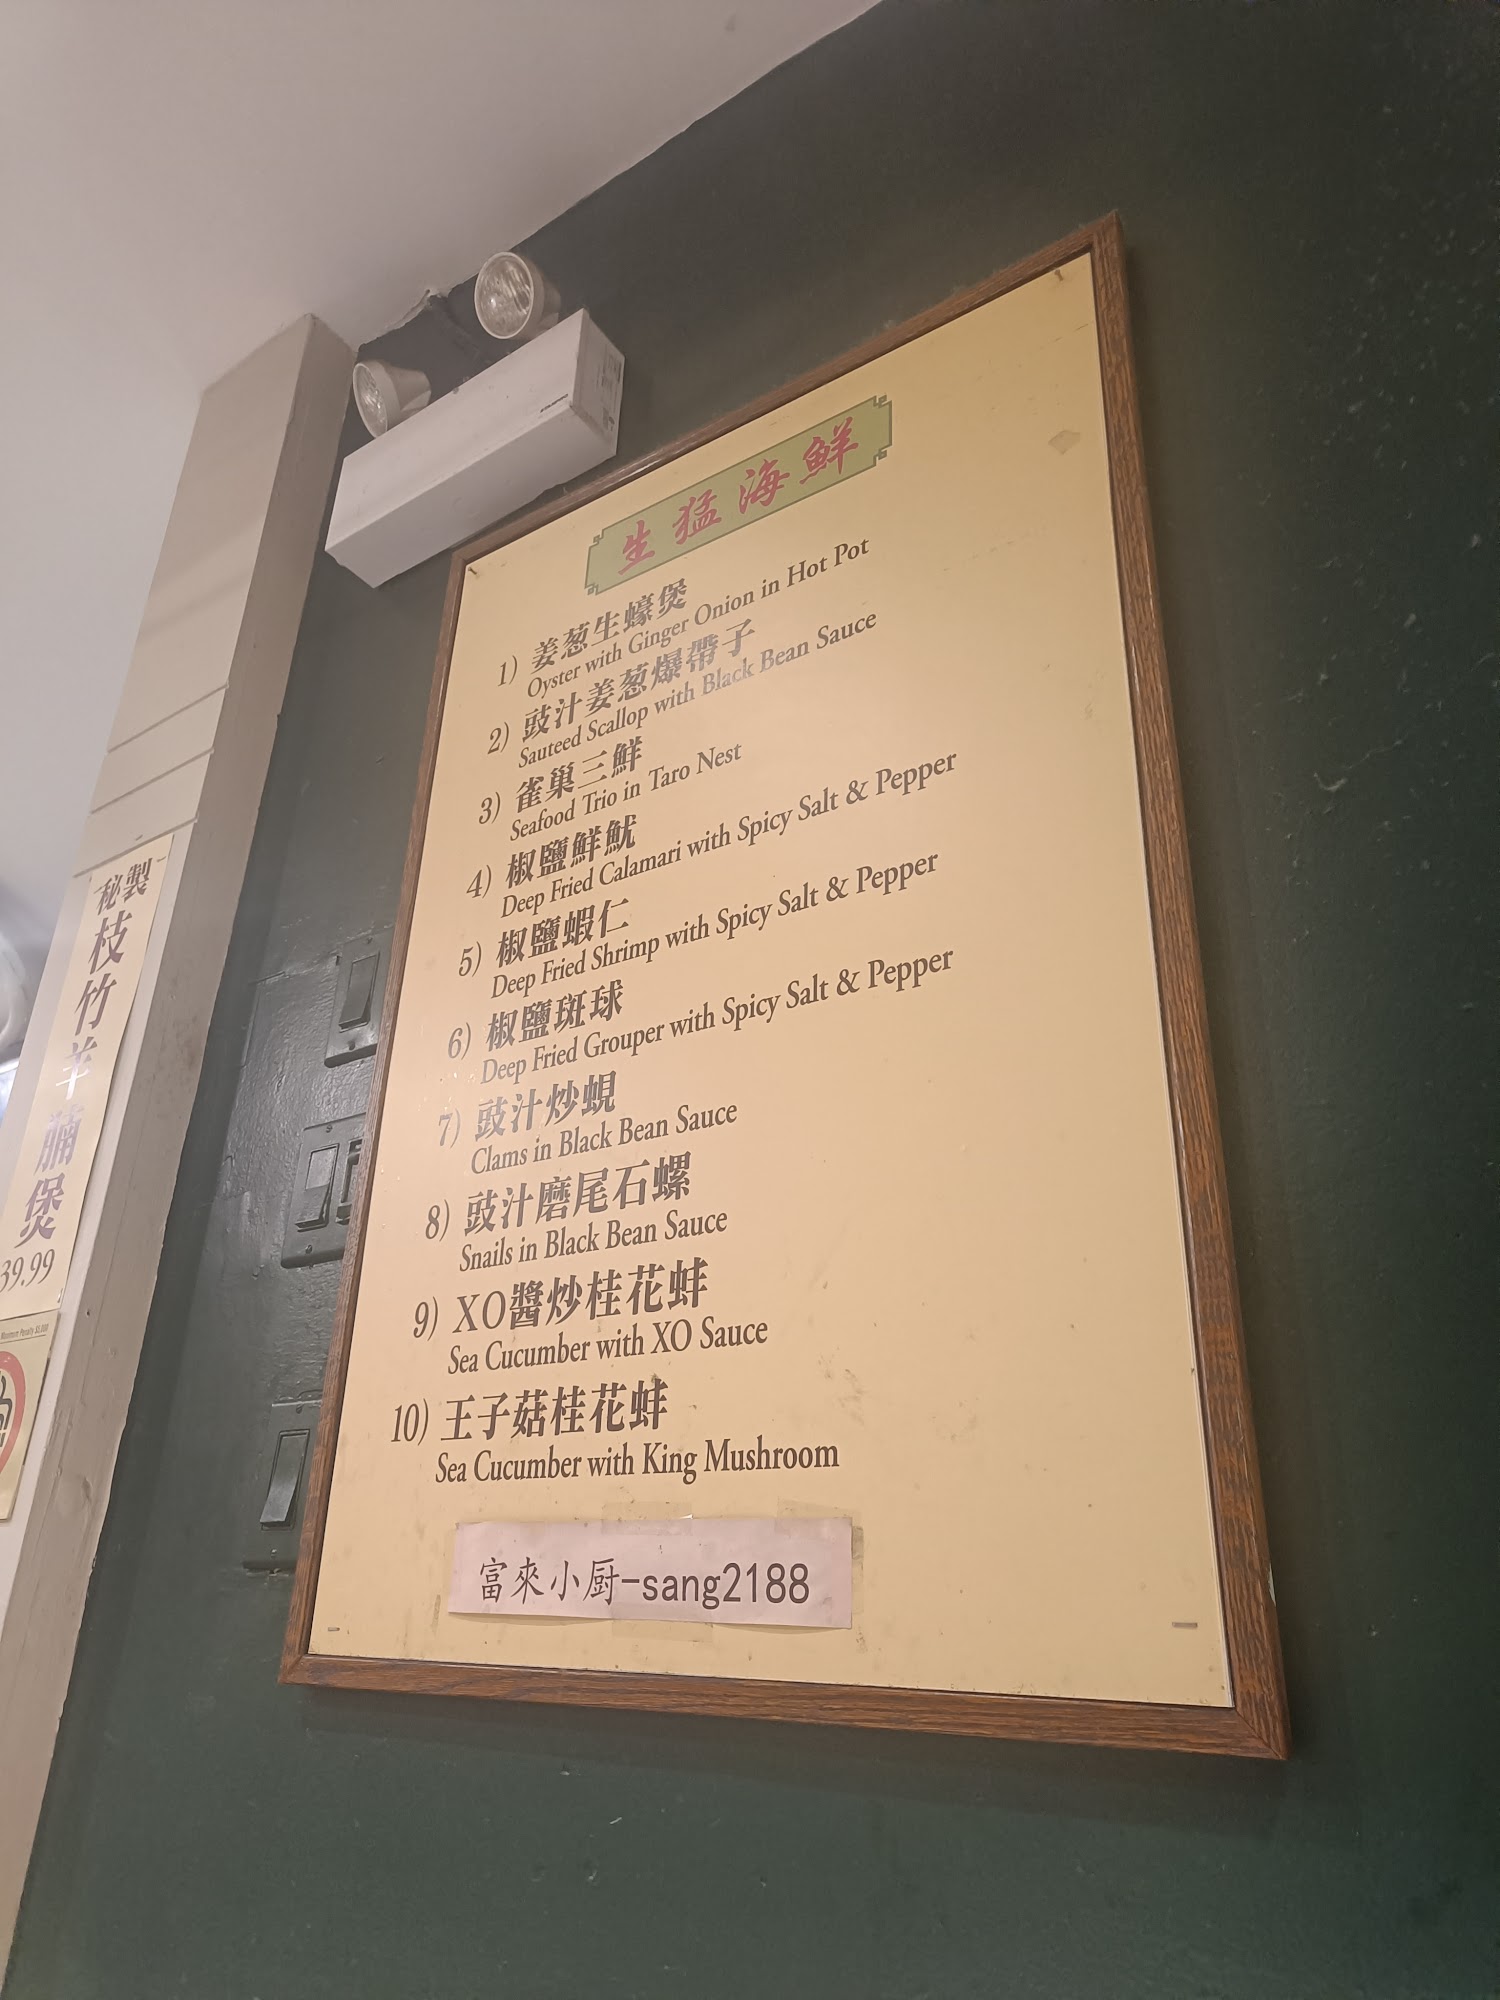 生猛海鮮
1) 姜葱生蠔煲
Oyster with Ginger Onion in Hot Pot
2) 豉汁姜葱爆帶子
Sauteed Scallop with Black Bean Sauce
3) 雀巢三鮮
Seafood Trio in Taro Nest
4) 椒鹽鮮魷
Deep Fried Calamari with Spicy Salt & Pepper
5) 椒鹽蝦仁
Deep Fried Shrimp with Spicy Salt & Pepper
6) 椒鹽斑球
Deep Fried Grouper with Spicy Salt & Pepper
7) 豉汁炒蜆
Clams in Black Bean Sauce
8) 豉汁磨尾石螺
Snails in Black Bean Sauce
9) XO醬炒桂花蚌
Sea Cucumber with XO Sauce
10) 王子菇桂花蚌
Sea Cucumber with King Mushroom
富來小厨-sang2188
秘製
枝竹羊腩煲
39.99
Maximum Penalty $5,000